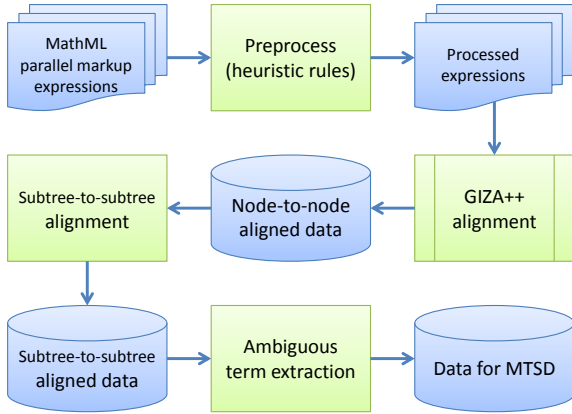 MathML
parallel markup
expressions
Preprocess
(heuristic rules)
Processed
expressions
Subtree-to-subtree
alignment
Node-to-node
aligned data
GIZA++
alignment
Subtree-to-subtree
aligned data
Ambiguous
term extraction
Data for MTSD